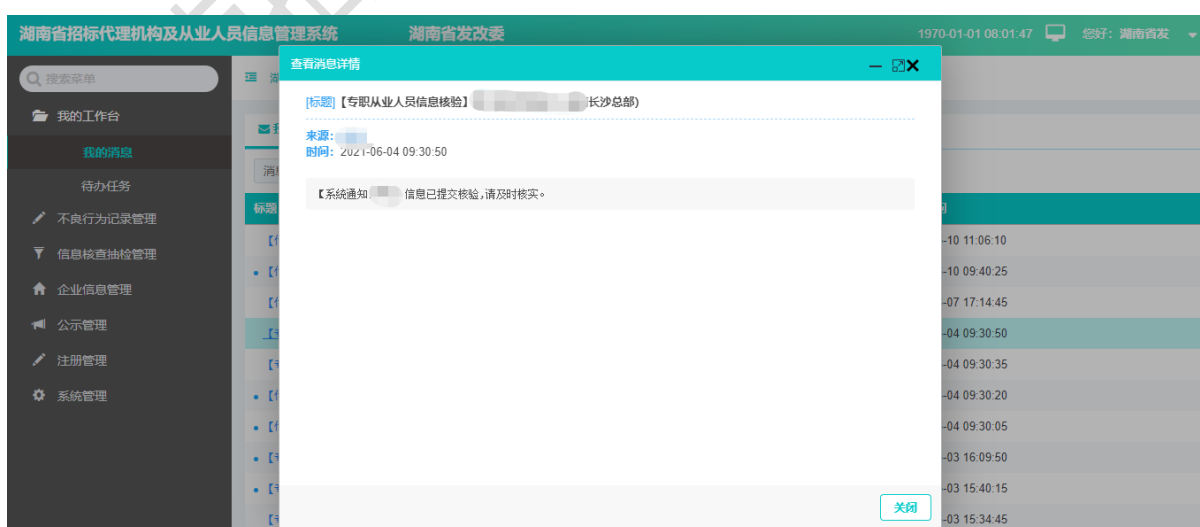 湖南省招标代理机构及从业人员信息管理系统 湖南省发改委 1970-01-01 08:01:47 您好：湖南省发
查看消息详情
搜索菜单
[标题]【专职从业人员信息核验】 长沙总部)
我的工作台
来源：
我的消息
时间：2021-06-04 09:30:50
待办任务
【系统通知 信息已提交核验,请及时核实。
标题
不良行为记录管理
-10 11:06:10
信息核查抽检管理
-10 09:40:25
企业信息管理
-07 17:14:45
公示管理
-04 09:30:50
注册管理
-04 09:30:35
系统管理
-04 09:30:20
-04 09:30:05
-03 16:09:50
-03 15:40:15
关闭
-03 15:34:45